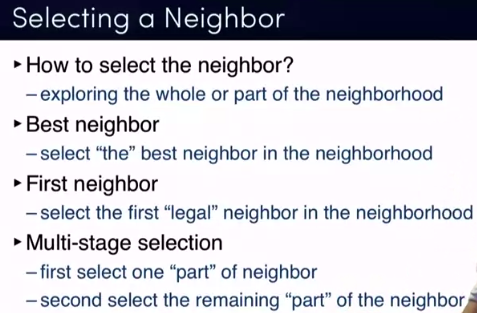 Selecting a Neighbor
▸ How to select the neighbor?
– exploring the whole or part of the neighborhood
▸ Best neighbor
– select “the” best neighbor in the neighborhood
▸ First neighbor
– select the first “legal” neighbor in the neighborhood
▸ Multi-stage selection
– first select one “part” of neighbor
– second select the remaining “part” of the neighbor